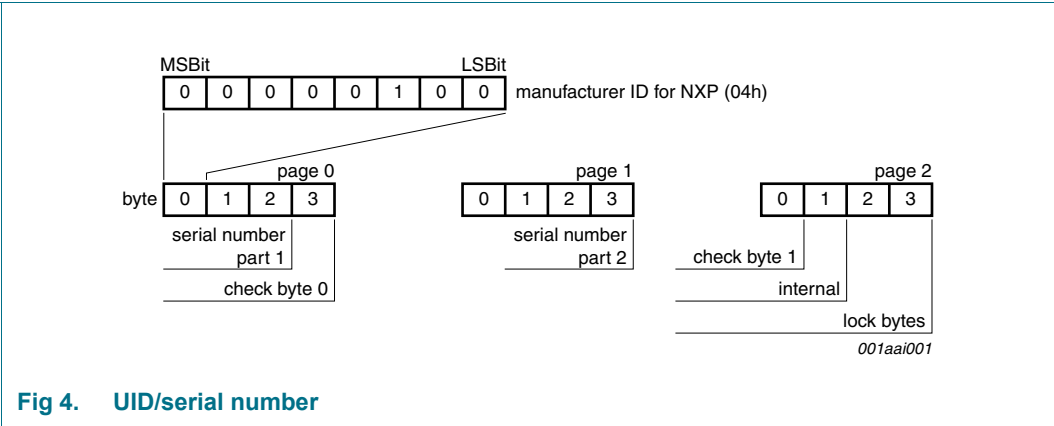 MSBit LSBit
0 0 0 0 0 1 0 0 manufacturer ID for NXP (04h)
page 0 page 1 page 2
byte 0 1 2 3 0 1 2 3 0 1 2 3
serial number serial number
part 1 part 2 check byte 1
check byte 0 internal
lock bytes
001aai001
Fig 4. UID/serial number